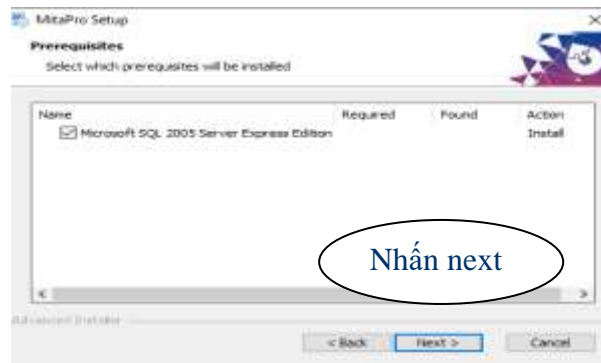 MitaPro Setup
Prerequisites
Select which prerequisites will be installed
Name Required Found Action
Microsoft SQL 2005 Server Express Edition Install
Nhấn next
Advanced Installer
< Back Next > Cancel